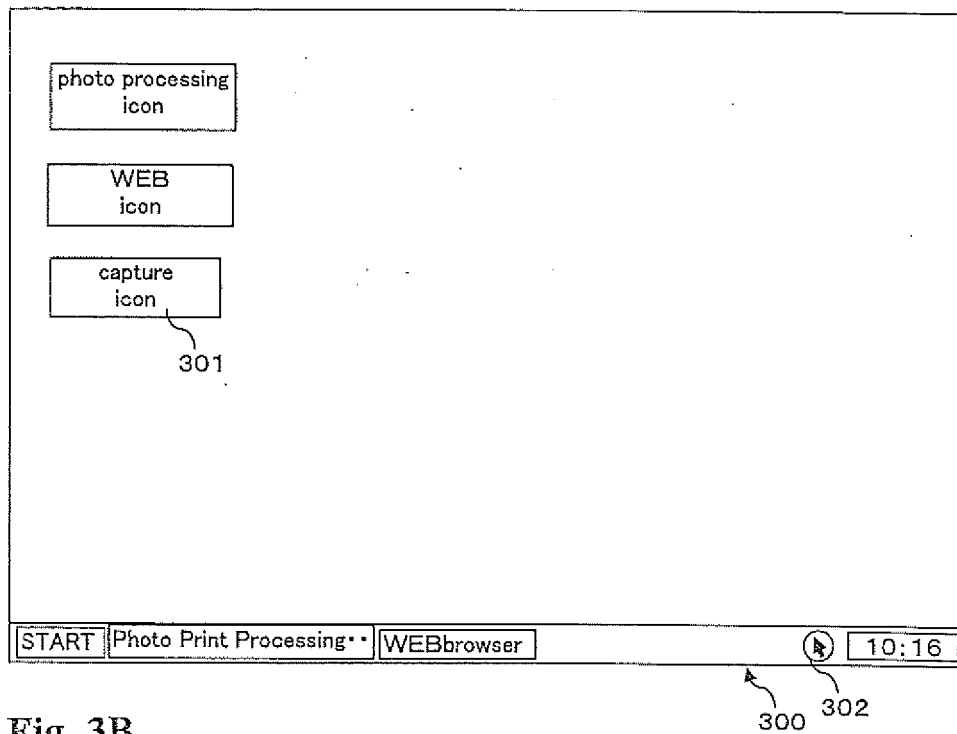 photo processing
icon
WEB
icon
capture
icon
301
START Photo Print Processing･･ WEBbrowser 10:16
300 302
Fig. 3B